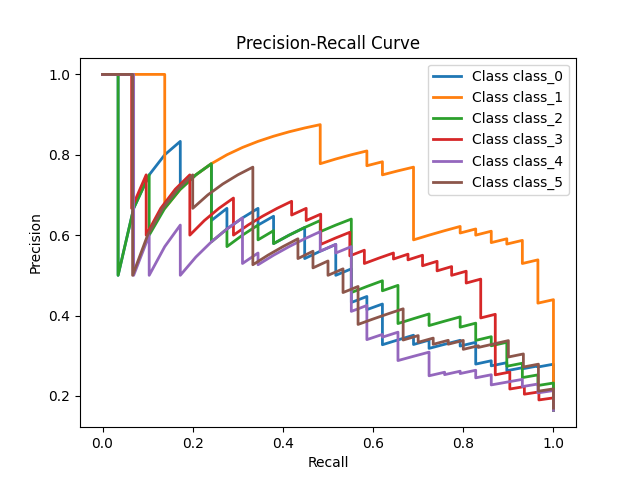 Precision-Recall Curve
Class class_0
Class class_1
Class class_2
Class class_3
Class class_4
Class class_5
Precision
1.0
0.8
0.6
0.4
0.2
0.0 0.2 0.4 0.6 0.8 1.0
Recall